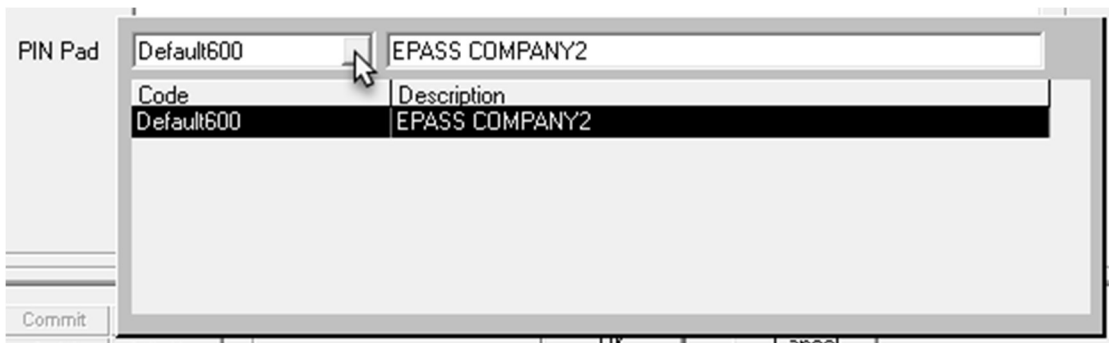 PIN Pad Default600 EPASS COMPANY2
Code Description
Default600 EPASS COMPANY2
Commit